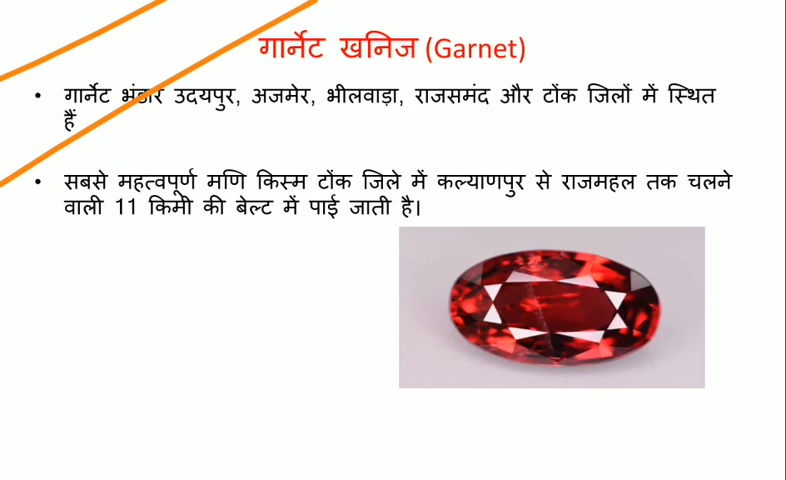 गार्नेट खनिज (Garnet)
• गार्नेट भंडार उदयपुर, अजमेर, भीलवाड़ा, राजसमंद और टोंक जिलों में स्थित
हैं
• सबसे महत्वपूर्ण मणि किस्म टोंक जिले में कल्याणपुर से राजमहल तक चलने
वाली 11 किमी की बेल्ट में पाई जाती है।